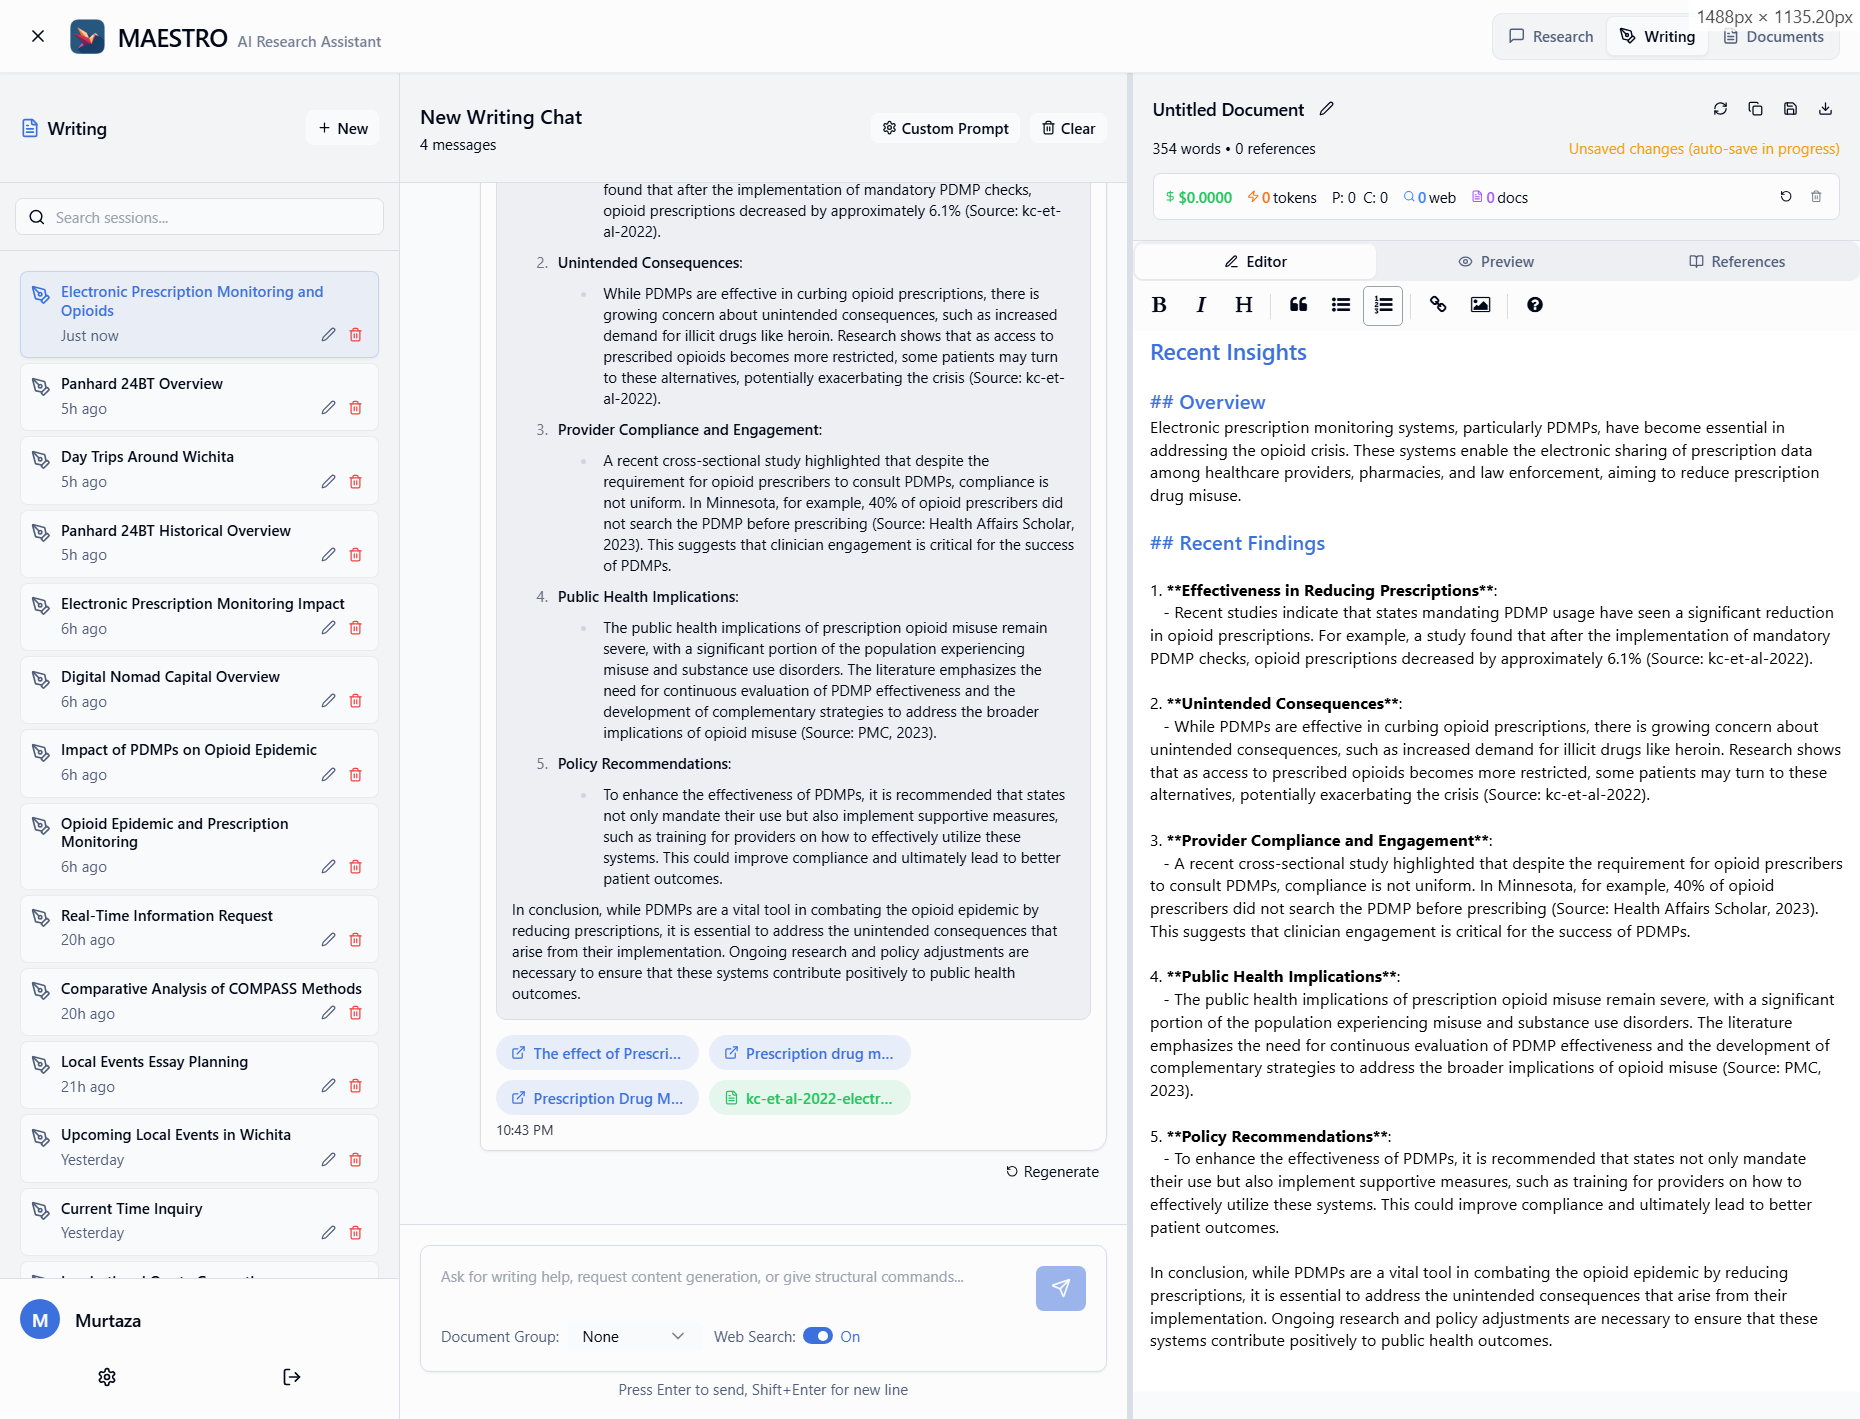 MAESTRO AI Research Assistant
1488px × 1135.20px
Research
Writing
Documents
Writing
+ New
Search sessions...
Electronic Prescription Monitoring and
Opioids
Just now
Panhard 24BT Overview
5h ago
Day Trips Around Wichita
5h ago
Panhard 24BT Historical Overview
5h ago
Electronic Prescription Monitoring Impact
6h ago
Digital Nomad Capital Overview
6h ago
Impact of PDMPs on Opioid Epidemic
6h ago
Opioid Epidemic and Prescription
Monitoring
6h ago
Real-Time Information Request
20h ago
Comparative Analysis of COMPASS Methods
20h ago
Local Events Essay Planning
21h ago
Upcoming Local Events in Wichita
Yesterday
Current Time Inquiry
Yesterday
M
Murtaza
New Writing Chat
4 messages
Custom Prompt
Clear
found that after the implementation of mandatory PDMP checks,
opioid prescriptions decreased by approximately 6.1% (Source: kc-et-
al-2022).
2. Unintended Consequences:
While PDMPs are effective in curbing opioid prescriptions, there is
growing concern about unintended consequences, such as increased
demand for illicit drugs like heroin. Research shows that as access to
prescribed opioids becomes more restricted, some patients may turn
to these alternatives, potentially exacerbating the crisis (Source: kc-et-
al-2022).
3. Provider Compliance and Engagement:
A recent cross-sectional study highlighted that despite the
requirement for opioid prescribers to consult PDMPs, compliance is
not uniform. In Minnesota, for example, 40% of opioid prescribers did
not search the PDMP before prescribing (Source: Health Affairs Scholar,
2023). This suggests that clinician engagement is critical for the success
of PDMPs.
4. Public Health Implications:
The public health implications of prescription opioid misuse remain
severe, with a significant portion of the population experiencing
misuse and substance use disorders. The literature emphasizes the
need for continuous evaluation of PDMP effectiveness and the
development of complementary strategies to address the broader
implications of opioid misuse (Source: PMC, 2023).
5. Policy Recommendations:
To enhance the effectiveness of PDMPs, it is recommended that states
not only mandate their use but also implement supportive measures,
such as training for providers on how to effectively utilize these
systems. This could improve compliance and ultimately lead to better
patient outcomes.
In conclusion, while PDMPs are a vital tool in combating the opioid epidemic by
reducing prescriptions, it is essential to address the unintended consequences that
arise from their implementation. Ongoing research and policy adjustments are
necessary to ensure that these systems contribute positively to public health
outcomes.
The effect of Prescri...
Prescription drug m...
Prescription Drug M...
kc-et-al-2022-electr...
10:43 PM
Regenerate
Ask for writing help, request content generation, or give structural commands...
Document Group: None
Web Search: On
Press Enter to send, Shift+Enter for new line
Untitled Document
354 words • 0 references
Unsaved changes (auto-save in progress)
$ $0.0000 0 tokens P: 0 C: 0 0 web 0 docs
Editor
Preview
References
B I H
Recent Insights
## Overview
Electronic prescription monitoring systems, particularly PDMPs, have become essential in
addressing the opioid crisis. These systems enable the electronic sharing of prescription data
among healthcare providers, pharmacies, and law enforcement, aiming to reduce prescription
drug misuse.
## Recent Findings
1. **Effectiveness in Reducing Prescriptions**:
- Recent studies indicate that states mandating PDMP usage have seen a significant reduction
in opioid prescriptions. For example, a study found that after the implementation of mandatory
PDMP checks, opioid prescriptions decreased by approximately 6.1% (Source: kc-et-al-2022).
2. **Unintended Consequences**:
- While PDMPs are effective in curbing opioid prescriptions, there is growing concern about
unintended consequences, such as increased demand for illicit drugs like heroin. Research shows
that as access to prescribed opioids becomes more restricted, some patients may turn to these
alternatives, potentially exacerbating the crisis (Source: kc-et-al-2022).
3. **Provider Compliance and Engagement**:
- A recent cross-sectional study highlighted that despite the requirement for opioid prescribers
to consult PDMPs, compliance is not uniform. In Minnesota, for example, 40% of opioid
prescribers did not search the PDMP before prescribing (Source: Health Affairs Scholar, 2023).
This suggests that clinician engagement is critical for the success of PDMPs.
4. **Public Health Implications**:
- The public health implications of prescription opioid misuse remain severe, with a significant
portion of the population experiencing misuse and substance use disorders. The literature
emphasizes the need for continuous evaluation of PDMP effectiveness and the development of
complementary strategies to address the broader implications of opioid misuse (Source: PMC,
2023).
5. **Policy Recommendations**:
- To enhance the effectiveness of PDMPs, it is recommended that states not only mandate
their use but also implement supportive measures, such as training for providers on how to
effectively utilize these systems. This could improve compliance and ultimately lead to better
patient outcomes.
In conclusion, while PDMPs are a vital tool in combating the opioid epidemic by reducing
prescriptions, it is essential to address the unintended consequences that arise from their
implementation. Ongoing research and policy adjustments are necessary to ensure that these
systems contribute positively to public health outcomes.